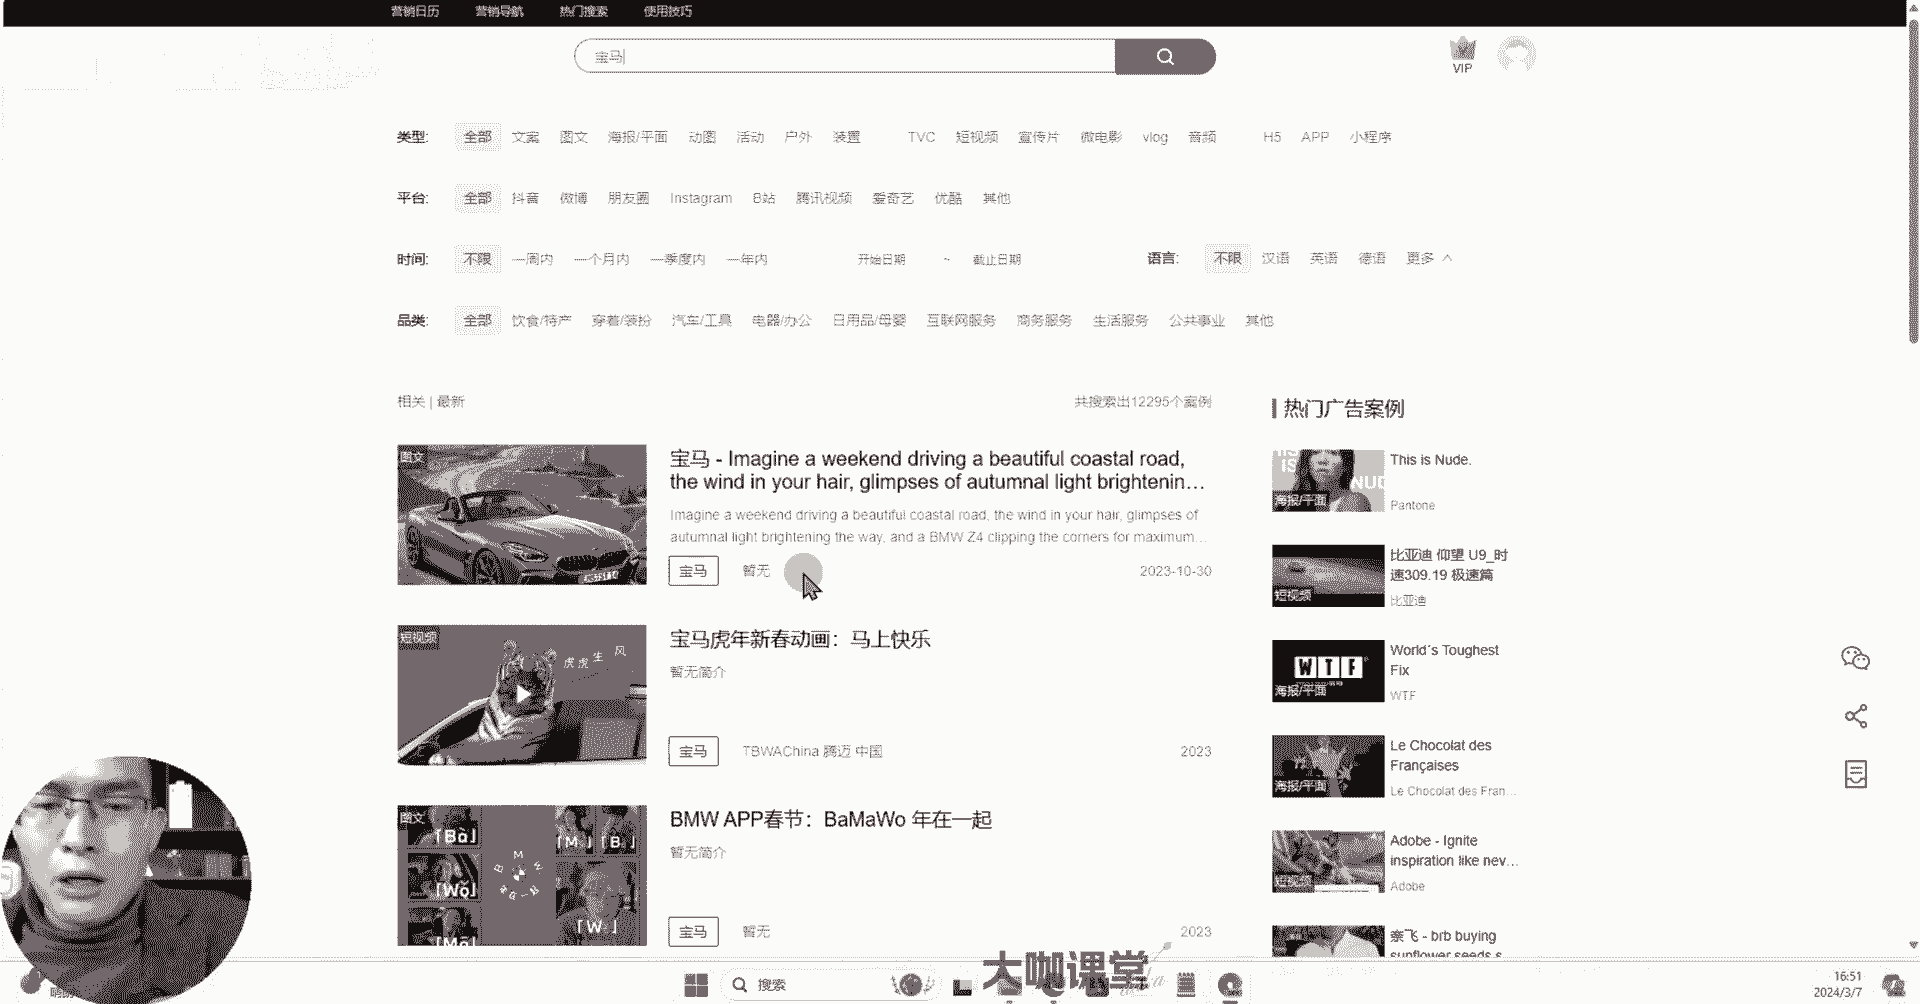 营销日历 营销导航 热门搜索 使用技巧
宝马
VIP
类型: 全部 文案 图文 海报/平面 动图 活动 户外 装置 TVC 短视频 宣传片 微电影 vlog 音频 H5 APP 小程序
平台: 全部 抖音 微博 朋友圈 Instagram B站 腾讯视频 爱奇艺 优酷 其他
时间: 不限 一周内 一个月内 一季度内 一年内 开始日期 ~ 截止日期 语言: 不限 汉语 英语 德语 更多
品类: 全部 饮食/特产 穿着/装扮 汽车/工具 电器/办公 日用品/母婴 互联网服务 商务服务 生活服务 公共事业 其他
相关 | 最新 共搜索出12295个案例
图文
宝马 - Imagine a weekend driving a beautiful coastal road,
the wind in your hair, glimpses of autumnal light brightenin...
Imagine a weekend driving a beautiful coastal road, the wind in your hair, glimpses of
autumnal light brightening the way, and a BMW Z4 clipping the corners for maximum...
宝马 暂无 2023-10-30
短视频
虎虎生风
宝马虎年新春动画：马上快乐
暂无简介
宝马 TBWAChina 腾迈 中国 2023
图文
「Bǎ」
「M」「B」
「Wǒ」
「W」
「Mǎ」
BMW APP春节：BaMaWo 年在一起
暂无简介
宝马 暂无 2023
热门广告案例
海报/平面
This is Nude.
Pantone
短视频
比亚迪 仰望 U9_时
速309.19 极速篇
比亚迪
WTF
海报/平面
World´s Toughest
Fix
WTF
海报/平面
Le Chocolat des
Françaises
Le Chocolat des Fran...
短视频
Adobe - Ignite
inspiration like nev...
Adobe
奈飞 - brb buying
sunflower seeds s
搜索
大咖课堂
16:51
2024/3/7